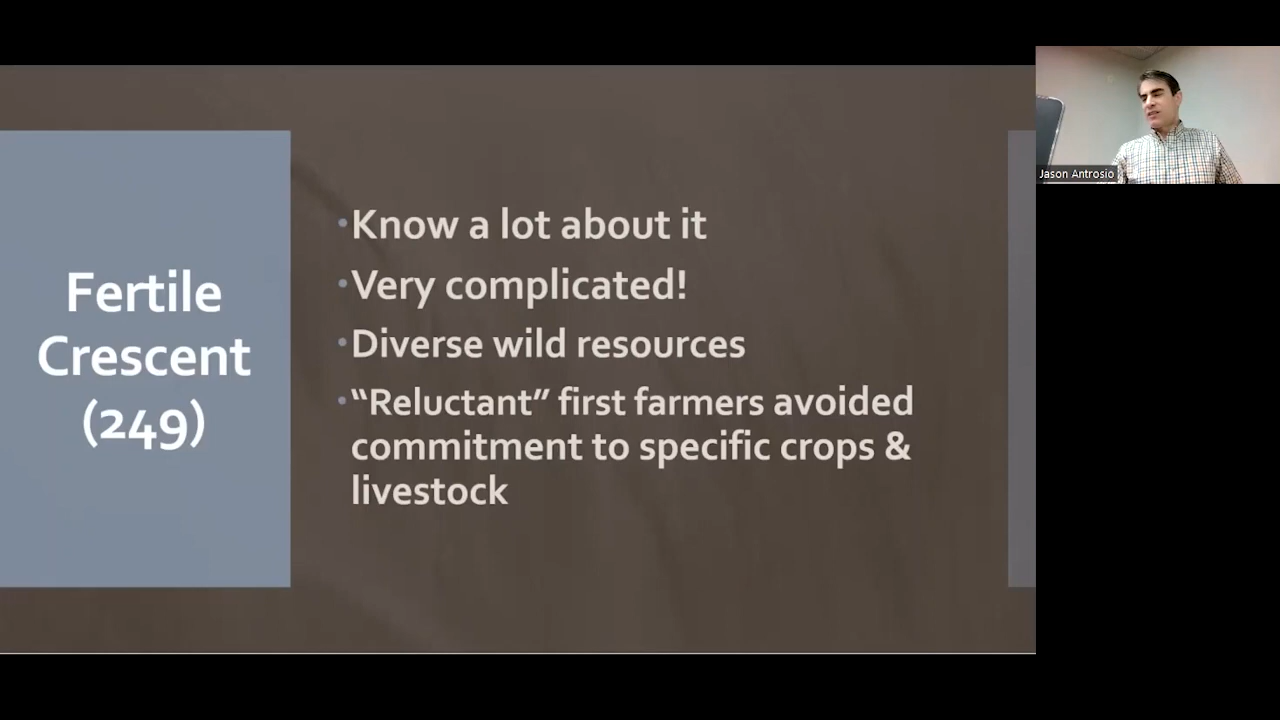 Fertile
Crescent
(249)
•Know a lot about it
•Very complicated!
•Diverse wild resources
•“Reluctant” first farmers avoided
commitment to specific crops &
livestock
Jason Antrosio